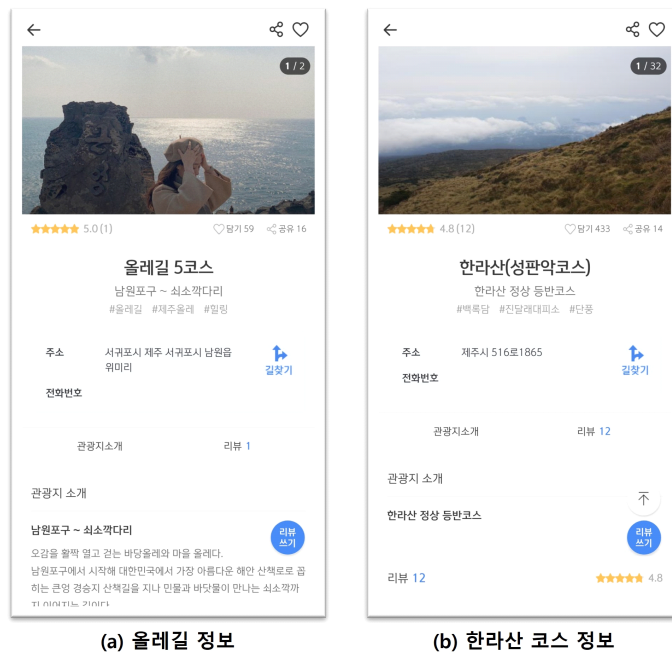 1 / 2
5.0 (1)
담기 59
공유 16
올레길 5코스
남원포구 ~ 쇠소깍다리
#올레길 #제주올레 #힐링
주소
서귀포시 제주 서귀포시 남원읍
위미리
길찾기
전화번호
관광지소개
리뷰 1
관광지 소개
남원포구 ~ 쇠소깍다리
리뷰
쓰기
오감을 활짝 열고 걷는 바당올레와 마을 올레다.
남원포구에서 시작해 대한민국에서 가장 아름다운 해안 산책로로 꼽
히는 큰엉 경승지 산책길을 지나 민물과 바닷물이 만나는 쇠소깍까
지 이어지는 길이다
(a) 올레길 정보
1 / 32
4.8 (12)
담기 433
공유 14
한라산(성판악코스)
한라산 정상 등반코스
#백록담 #진달래대피소 #단풍
주소
제주시 516로1865
길찾기
전화번호
관광지소개
리뷰 12
관광지 소개
한라산 정상 등반코스
리뷰
쓰기
리뷰 12
4.8
(b) 한라산 코스 정보